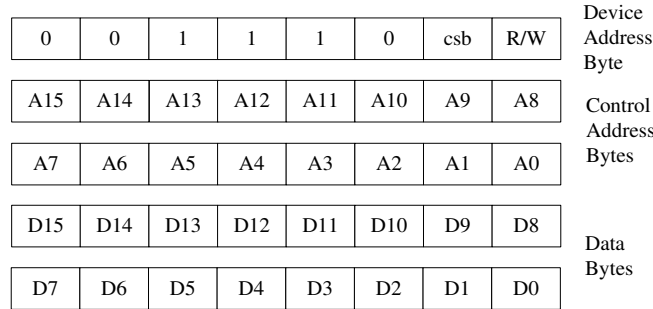 0 0 1 1 1 0 csb R/W
Device
Address
Byte
A15 A14 A13 A12 A11 A10 A9 A8
A7 A6 A5 A4 A3 A2 A1 A0
Control
Address
Bytes
D15 D14 D13 D12 D11 D10 D9 D8
D7 D6 D5 D4 D3 D2 D1 D0
Data
Bytes